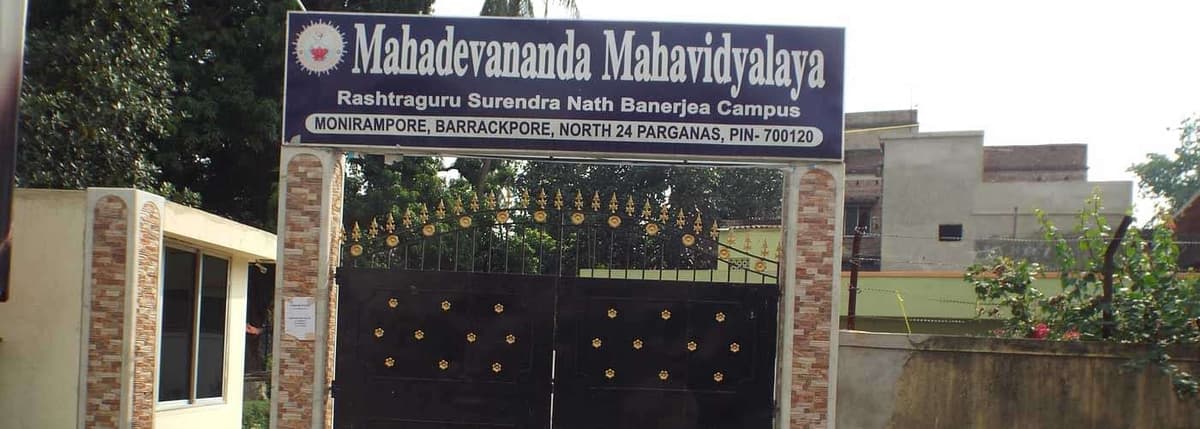 Mahadevananda Mahavidyalaya
Rashtraguru Surendra Nath Banerjea Campus
MONIRAMPORE, BARRACKPORE, NORTH 24 PARGANAS, PIN- 700120